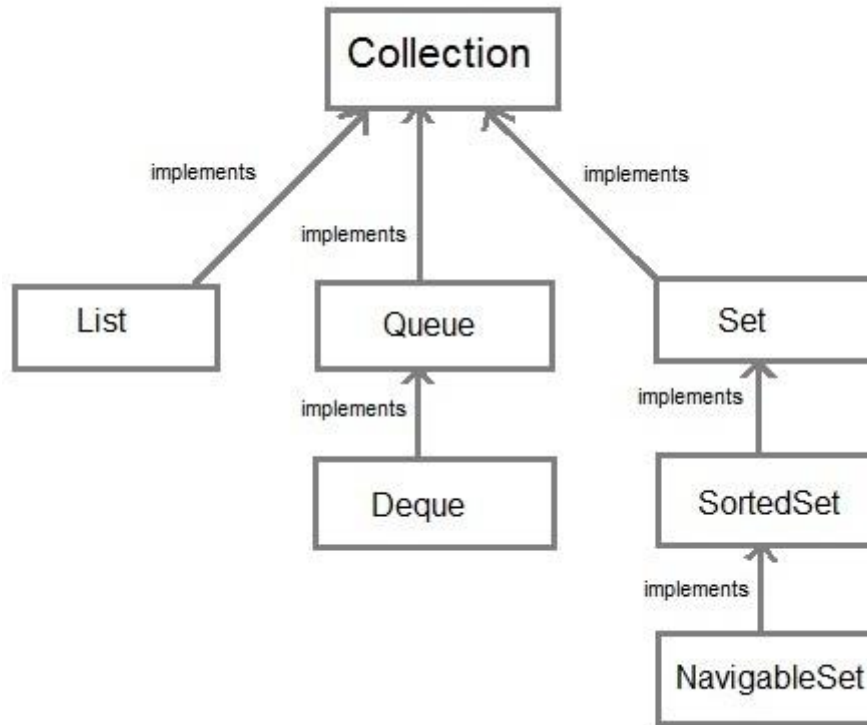 Collection
implements
implements
implements
List
Queue
Set
implements
implements
Deque
SortedSet
implements
NavigableSet